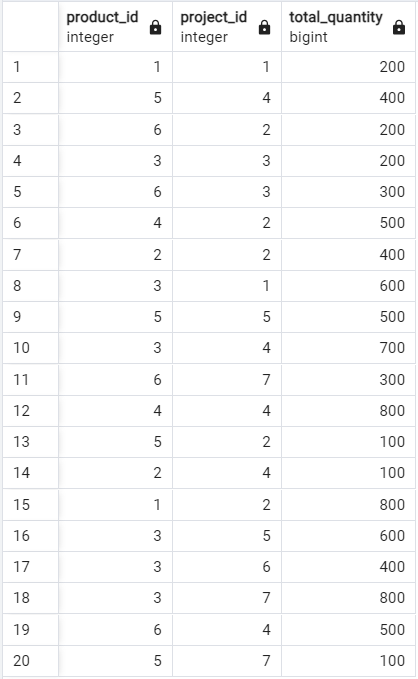 product_id project_id total_quantity
integer integer bigint
1 1 1 200
2 5 4 400
3 6 2 200
4 3 3 200
5 6 3 300
6 4 2 500
7 2 2 400
8 3 1 600
9 5 5 500
10 3 4 700
11 6 7 300
12 4 4 800
13 5 2 100
14 2 4 100
15 1 2 800
16 3 5 600
17 3 6 400
18 3 7 800
19 6 4 500
20 5 7 100